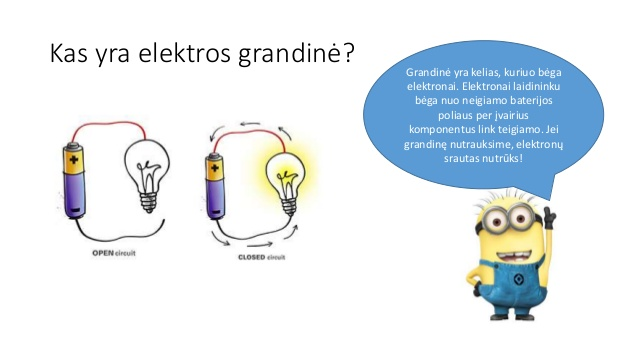 Kas yra elektros grandinė?
Grandinė yra kelias, kuriuo bėga
elektronai. Elektronai laidininku
bėga nuo neigiamo baterijos
poliaus per įvairius
komponentus link teigiamo. Jei
grandinę nutrauksime, elektronų
srautas nutrūks!
+
+
-
-
OPEN circuit
CLOSED circuit